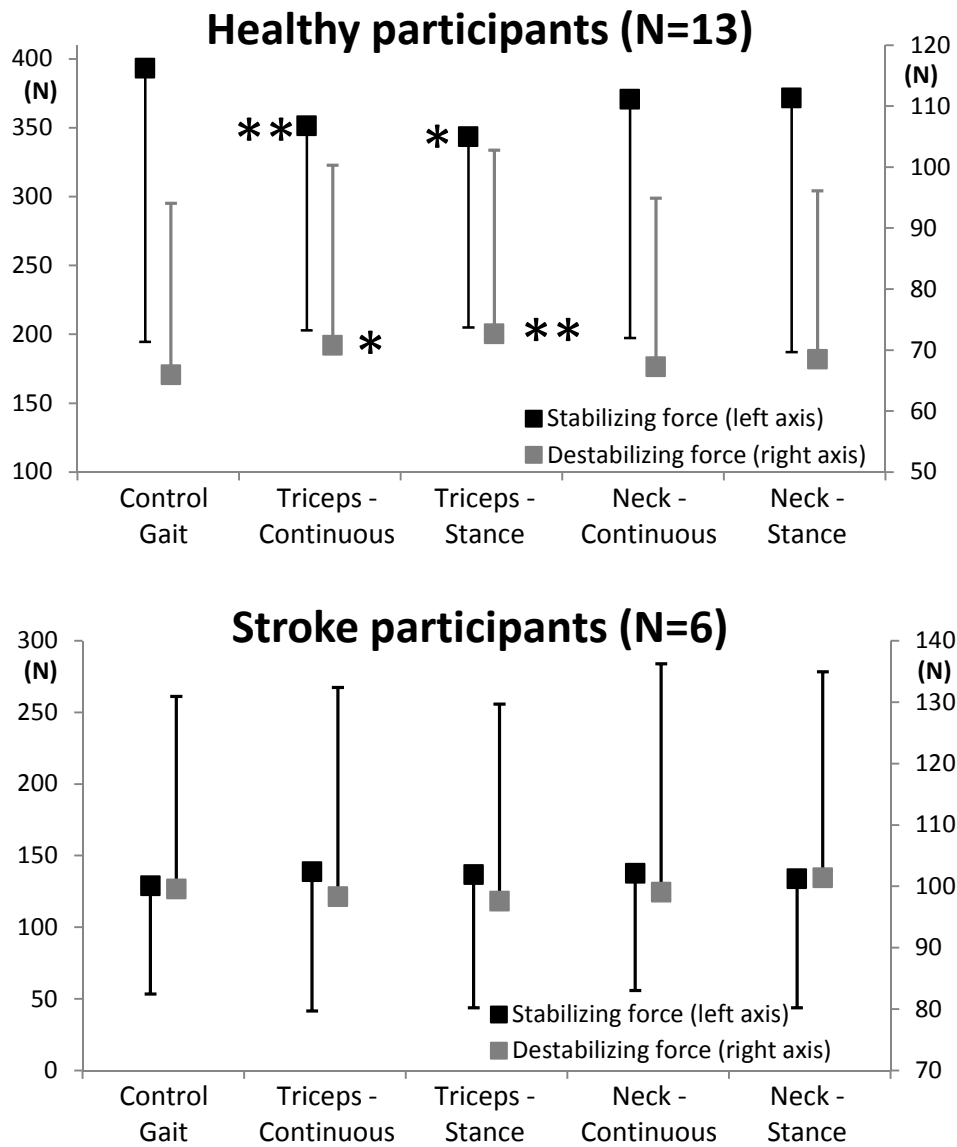 Healthy participants (N=13)
400
(N)
350
300
250
200
150
100
120
(N)
110
100
90
80
70
60
50
**
*
*
**
Stabilizing force (left axis)
Destabilizing force (right axis)
Control
Gait
Triceps -
Continuous
Triceps -
Stance
Neck -
Continuous
Neck -
Stance
Stroke participants (N=6)
300
(N)
250
200
150
100
50
0
140
(N)
130
120
110
100
90
80
70
Stabilizing force (left axis)
Destabilizing force (right axis)
Control
Gait
Triceps -
Continuous
Triceps -
Stance
Neck -
Continuous
Neck -
Stance